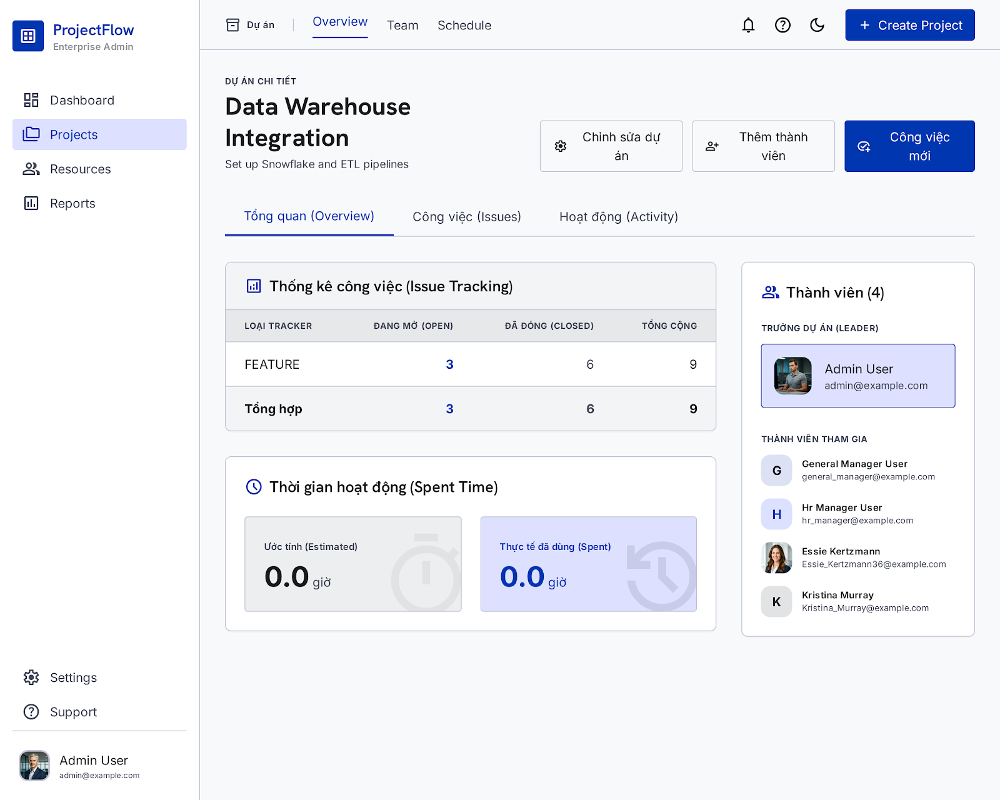 ProjectFlow
Enterprise Admin
Dashboard
Projects
Resources
Reports
Settings
Support
Admin User
admin@example.com
Dự án
Overview
Team
Schedule
Create Project
DỰ ÁN CHI TIẾT
Data Warehouse
Integration
Set up Snowflake and ETL pipelines
Chỉnh sửa dự
án
Thêm thành
viên
Công việc
mới
Tổng quan (Overview)
Công việc (Issues)
Hoạt động (Activity)
Thống kê công việc (Issue Tracking)
LOẠI TRACKER ĐANG MỞ (OPEN) ĐÃ ĐÓNG (CLOSED) TỔNG CỘNG
FEATURE 3 6 9
Tổng hợp 3 6 9
Thời gian hoạt động (Spent Time)
Ước tính (Estimated)
0.0 giờ
Thực tế đã dùng (Spent)
0.0 giờ
Thành viên (4)
TRƯỞNG DỰ ÁN (LEADER)
Admin User
admin@example.com
THÀNH VIÊN THAM GIA
G
General Manager User
general_manager@example.com
H
Hr Manager User
hr_manager@example.com
Essie Kertzmann
Essie_Kertzmann36@example.com
K
Kristina Murray
Kristina_Murray@example.com